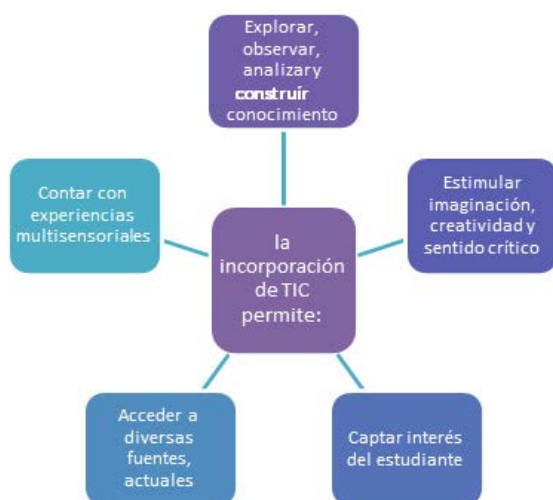 Explorar,
observar,
analizar y
construír
conocimiento
Contar con
experiencias
multisensoriales
Estimular
imaginación,
creatividad y
sentido crítico
la
incorporación
de TIC
permite:
Acceder a
diversas
fuentes,
actuales
Captar interés
del estudiante